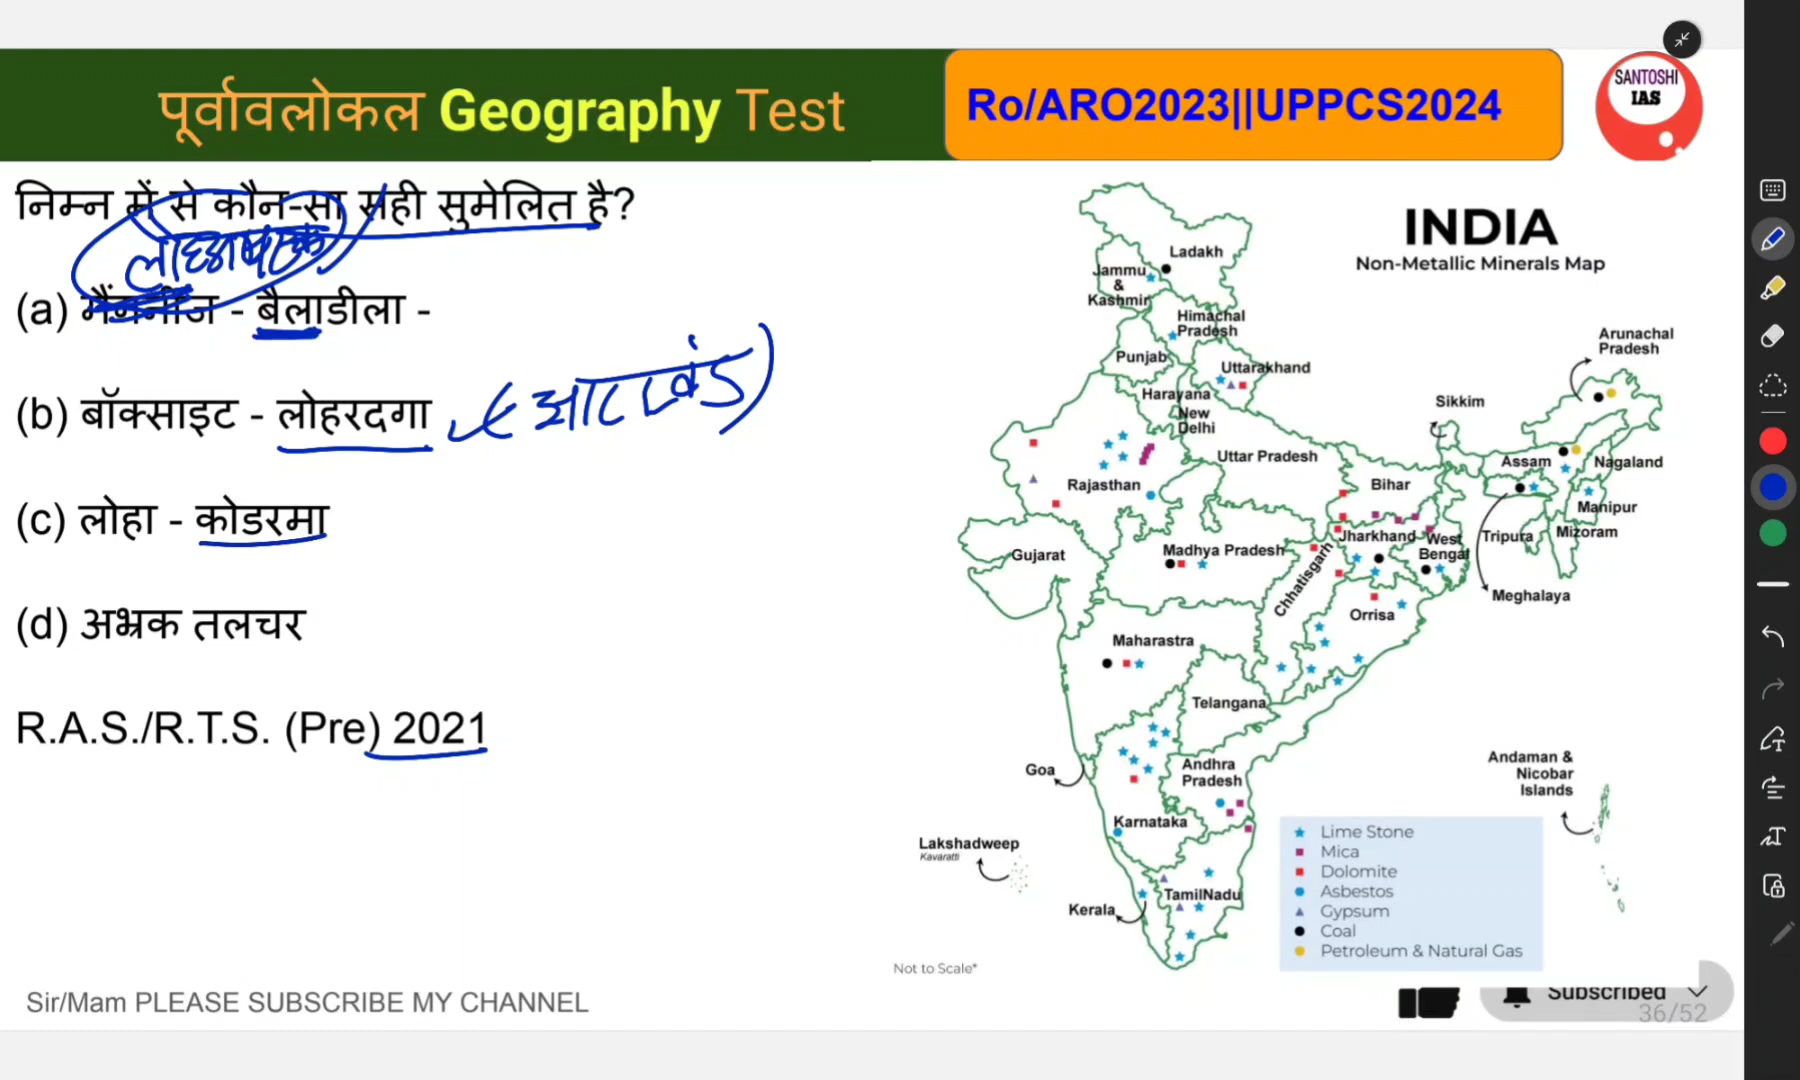 पूर्वावलोकल Geography Test
Ro/ARO2023||UPPCS2024
SANTOSHI
IAS
निम्न में से कौन-सा सही सुमेलित है?
(a) मैंगनीज - बैलाडीला -
(b) बॉक्साइट - लोहरदगा
(c) लोहा - कोडरमा
(d) अभ्रक तलचर
R.A.S./R.T.S. (Pre) 2021
Sir/Mam PLEASE SUBSCRIBE MY CHANNEL
INDIA
Non-Metallic Minerals Map
Ladakh
Jammu
&
Kashmir
Himachal
Pradesh
Punjab
Uttarakhand
Harayana
New
Delhi
Arunachal
Pradesh
Sikkim
Uttar Pradesh
Rajasthan
Bihar
Assam
Nagaland
Manipur
Mizoram
Tripura
Meghalaya
Gujarat
Madhya Pradesh
Jharkhand
West
Bengal
Chhatisgarh
Orrisa
Maharastra
Telangana
Goa
Andhra
Pradesh
Karnataka
Andaman &
Nicobar
Islands
Lakshadweep
Kavaratti
Kerala
TamilNadu
Lime Stone
Mica
Dolomite
Asbestos
Gypsum
Coal
Petroleum & Natural Gas
Not to Scale*
Subscribed
36/52